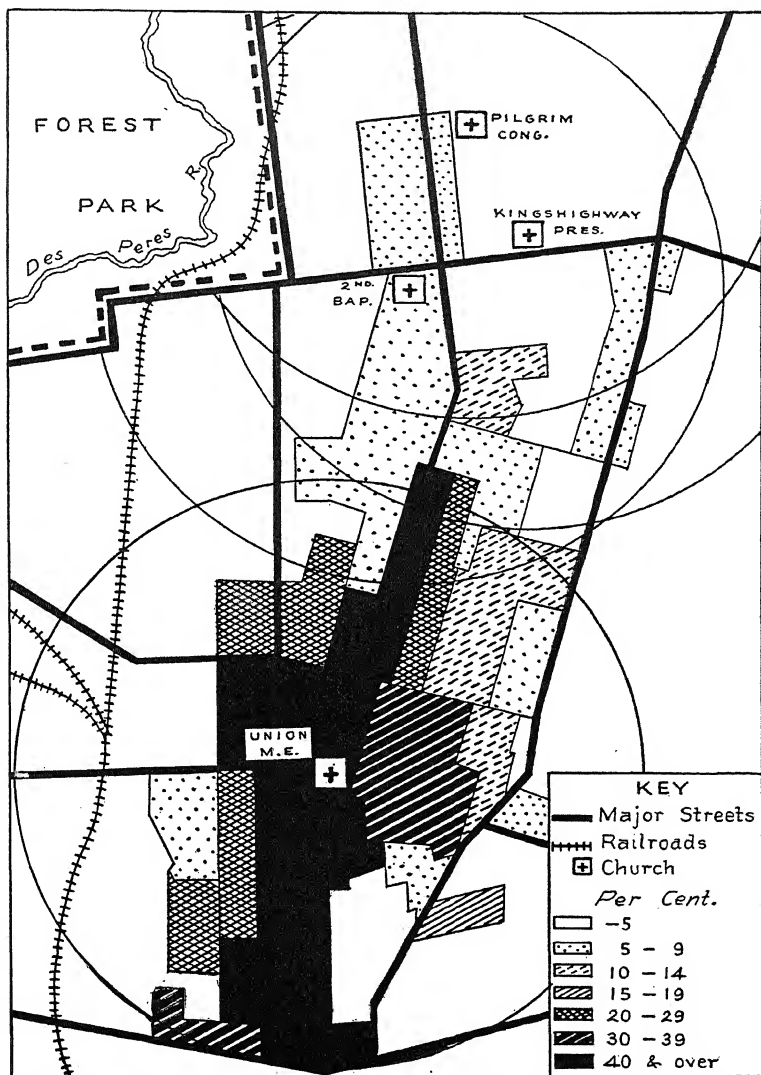 FOREST
PARK
Des Peres R.
PILGRIM
CONG.
KINGSHIGHWAY
PRES.
2ND.
BAP.
UNION
M.E.
KEY
Major Streets
Railroads
Church
Per Cent.
-5
5 - 9
10 - 14
15 - 19
20 - 29
30 - 39
40 & over